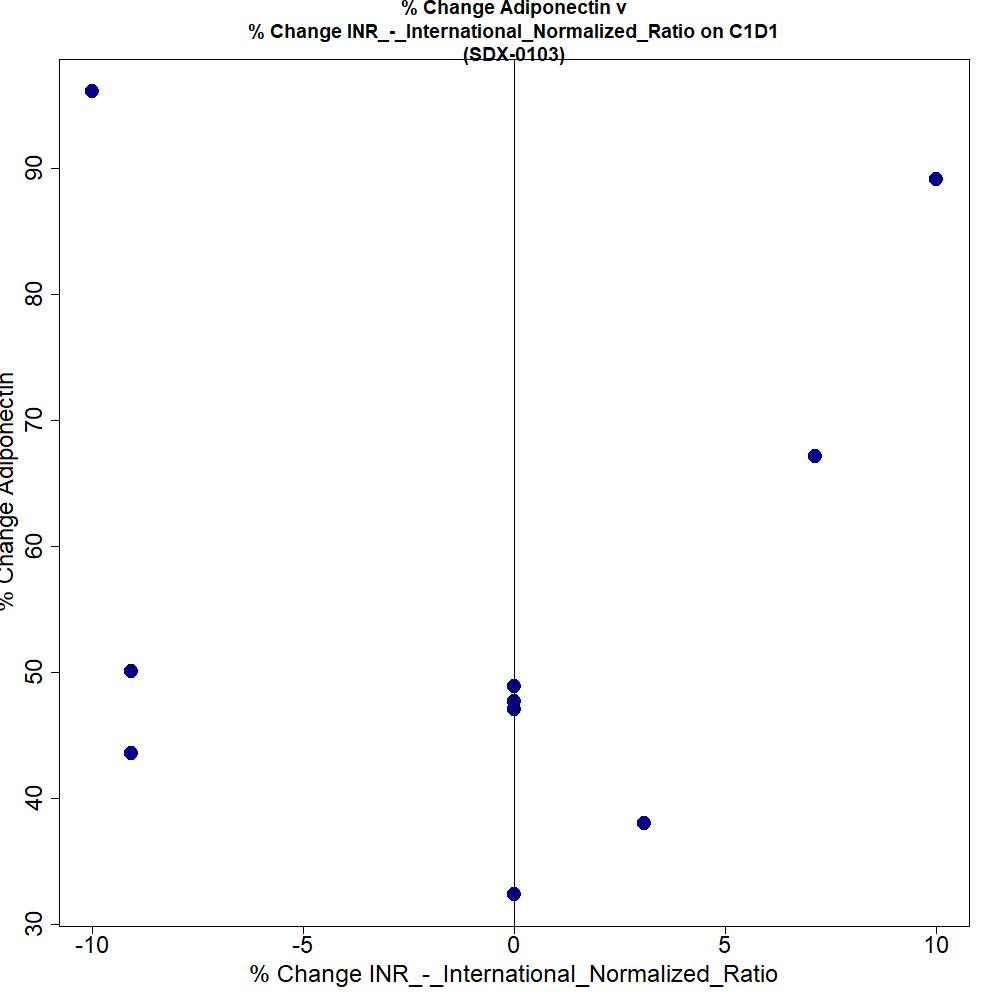 % Change Adiponectin v
% Change INR_-_International_Normalized_Ratio on C1D1
(SDX-0103)
% Change Adiponectin
90
80
70
60
50
40
30
-10
-5
0
5
10
% Change INR_-_International_Normalized_Ratio